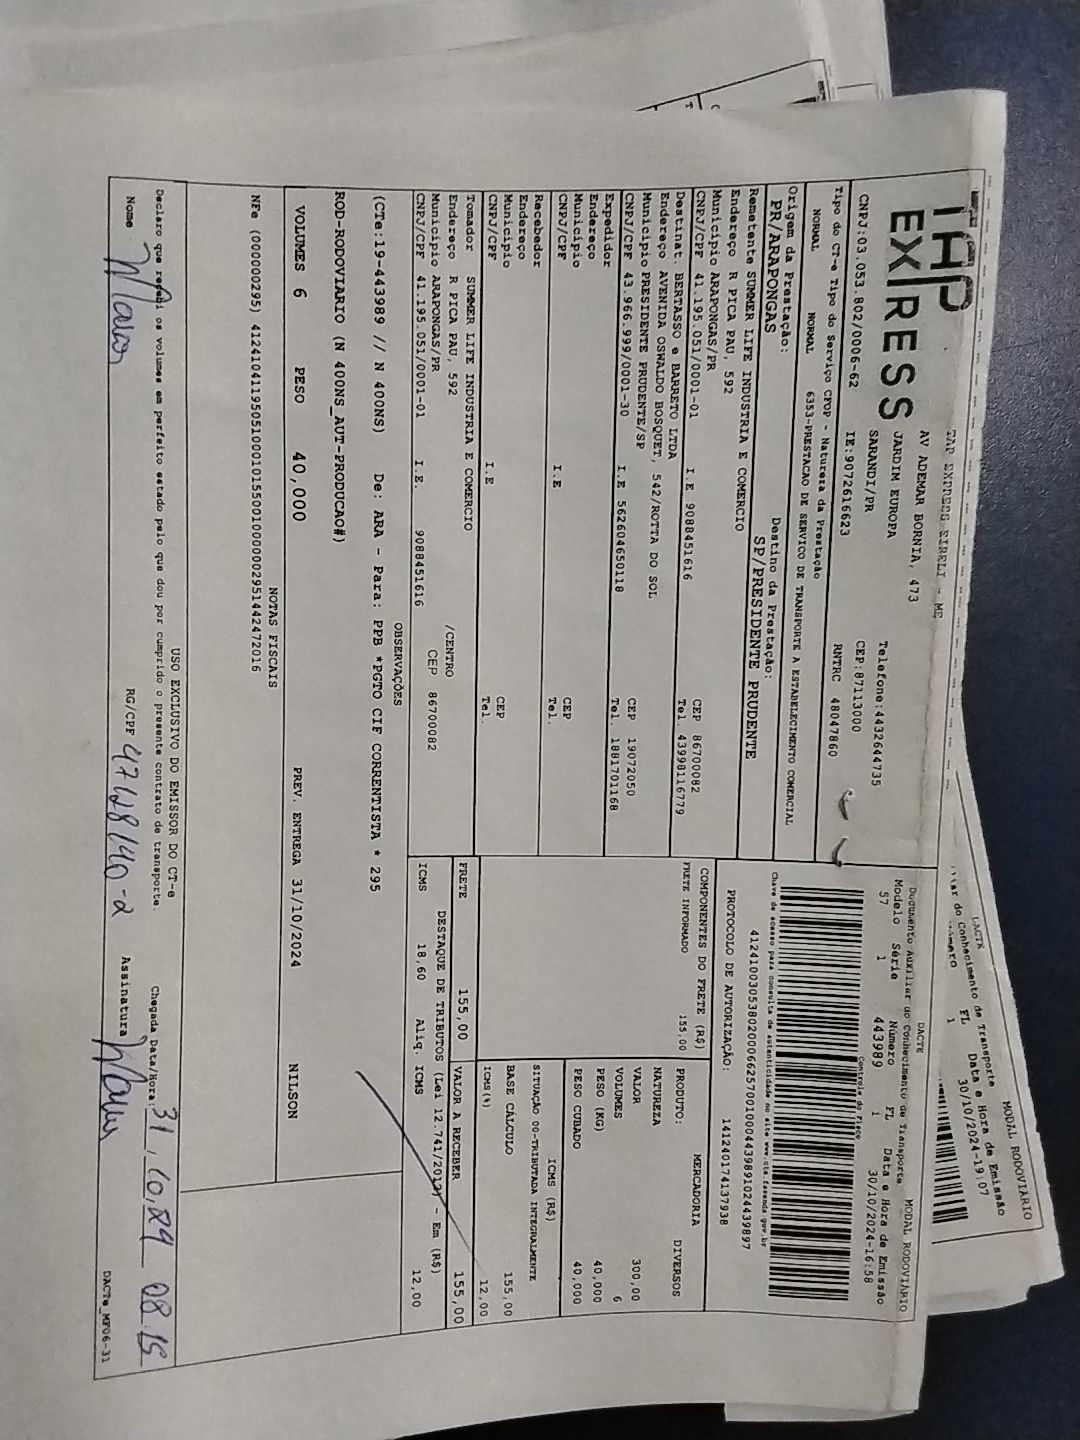 TAP EXPRESS
TAP EXPRESS EIRELI - ME
AV ADEMAR BORNIA, 473
JARDIM EUROPA
SARANDI/PR
Telefone:4432644735
CEP:87113000
CNPJ:03.053.802/0006-62 IE:9072616623 RNTRC 48047860
Tipo do CT-e Tipo do Serviço CFOP - Natureza da Prestação
NORMAL NORMAL 6353-PRESTACAO DE SERVICO DE TRANSPORTE A ESTABELECIMENTO COMERCIAL
Origem da Prestação: Destino da Prestação:
PR/ARAPONGAS SP/PRESIDENTE PRUDENTE
Remetente SUMMER LIFE INDUSTRIA E COMERCIO
Endereço R PICA PAU, 592
Município ARAPONGAS/PR CEP 86700082
CNPJ/CPF 41.195.051/0001-01 I.E 9088451616 Tel. 43998116779
Destinat. BERTASSO e BARRETO LTDA
Endereço AVENIDA OSWALDO BOSQUET, 542/ROTTA DO SOL
Município PRESIDENTE PRUDENTE/SP CEP 19072050
CNPJ/CPF 43.966.999/0001-30 I.E 562604650118 Tel. 1881701168
Expedidor
Endereço
Município CEP
CNPJ/CPF I.E Tel.
Recebedor
Endereço
Município CEP
CNPJ/CPF I.E Tel.
Tomador SUMMER LIFE INDUSTRIA E COMERCIO
Endereço R PICA PAU, 592 /CENTRO
Município ARAPONGAS/PR CEP 86700082
CNPJ/CPF 41.195.051/0001-01 I.E. 9088451616
DACTE MODAL RODOVIÁRIO
Documento Auxiliar do Conhecimento de Transporte
Modelo Série Número FL Data e Hora de Emissão
57 1 443989 1 30/10/2024-16:58
Controle do Fisco
Chave de acesso para consulta de autenticidade no site www.cte.fazenda.gov.br
41241003053802000662570010004439891024439897
PROTOCOLO DE AUTORIZAÇÃO: 141240174137938
COMPONENTES DO FRETE (R$)
FRETE INFORMADO 155,00
PRODUTO: MERCADORIA DIVERSOS
NATUREZA
VALOR 300,00
VOLUMES 6
PESO (KG) 40,000
PESO CUBADO 40,000
ICMS (R$)
SITUAÇÃO 00-TRIBUTADA INTEGRALMENTE
BASE CÁLCULO 155,00
ICMS(%) 12,00
FRETE 155,00 VALOR A RECEBER 155,00
DESTAQUE DE TRIBUTOS (Lei 12.741/2012) - Em (R$)
ICMS 18,60 Aliq. ICMS 12,00
OBSERVAÇÕES
(CTe:19-443989 // N 400NS) De: ARA - Para: PPB *PGTO CIF CORRENTISTA * 295
ROD-RODOVIARIO (N 400NS_AUT-PRODUCAO#)
VOLUMES 6 PESO 40,000 PREV. ENTREGA 31/10/2024 NILSON
NOTAS FISCAIS
NFe (000000295) 41241041195051000101550010000002951442472016
USO EXCLUSIVO DO EMISSOR DO CT-e
Declaro que recebi os volumes em perfeito estado pelo que dou por cumprido o presente contrato de transporte. Chegada Data/Hora: 31,10,24 08:15
Nome RG/CPF 4728140-2 Assinatura
DACTe_MF06-31
DACTE MODAL RODOVIÁRIO
do Conhecimento de Transporte
FL Data e Hora de Emissão
1 30/10/2024-19:07